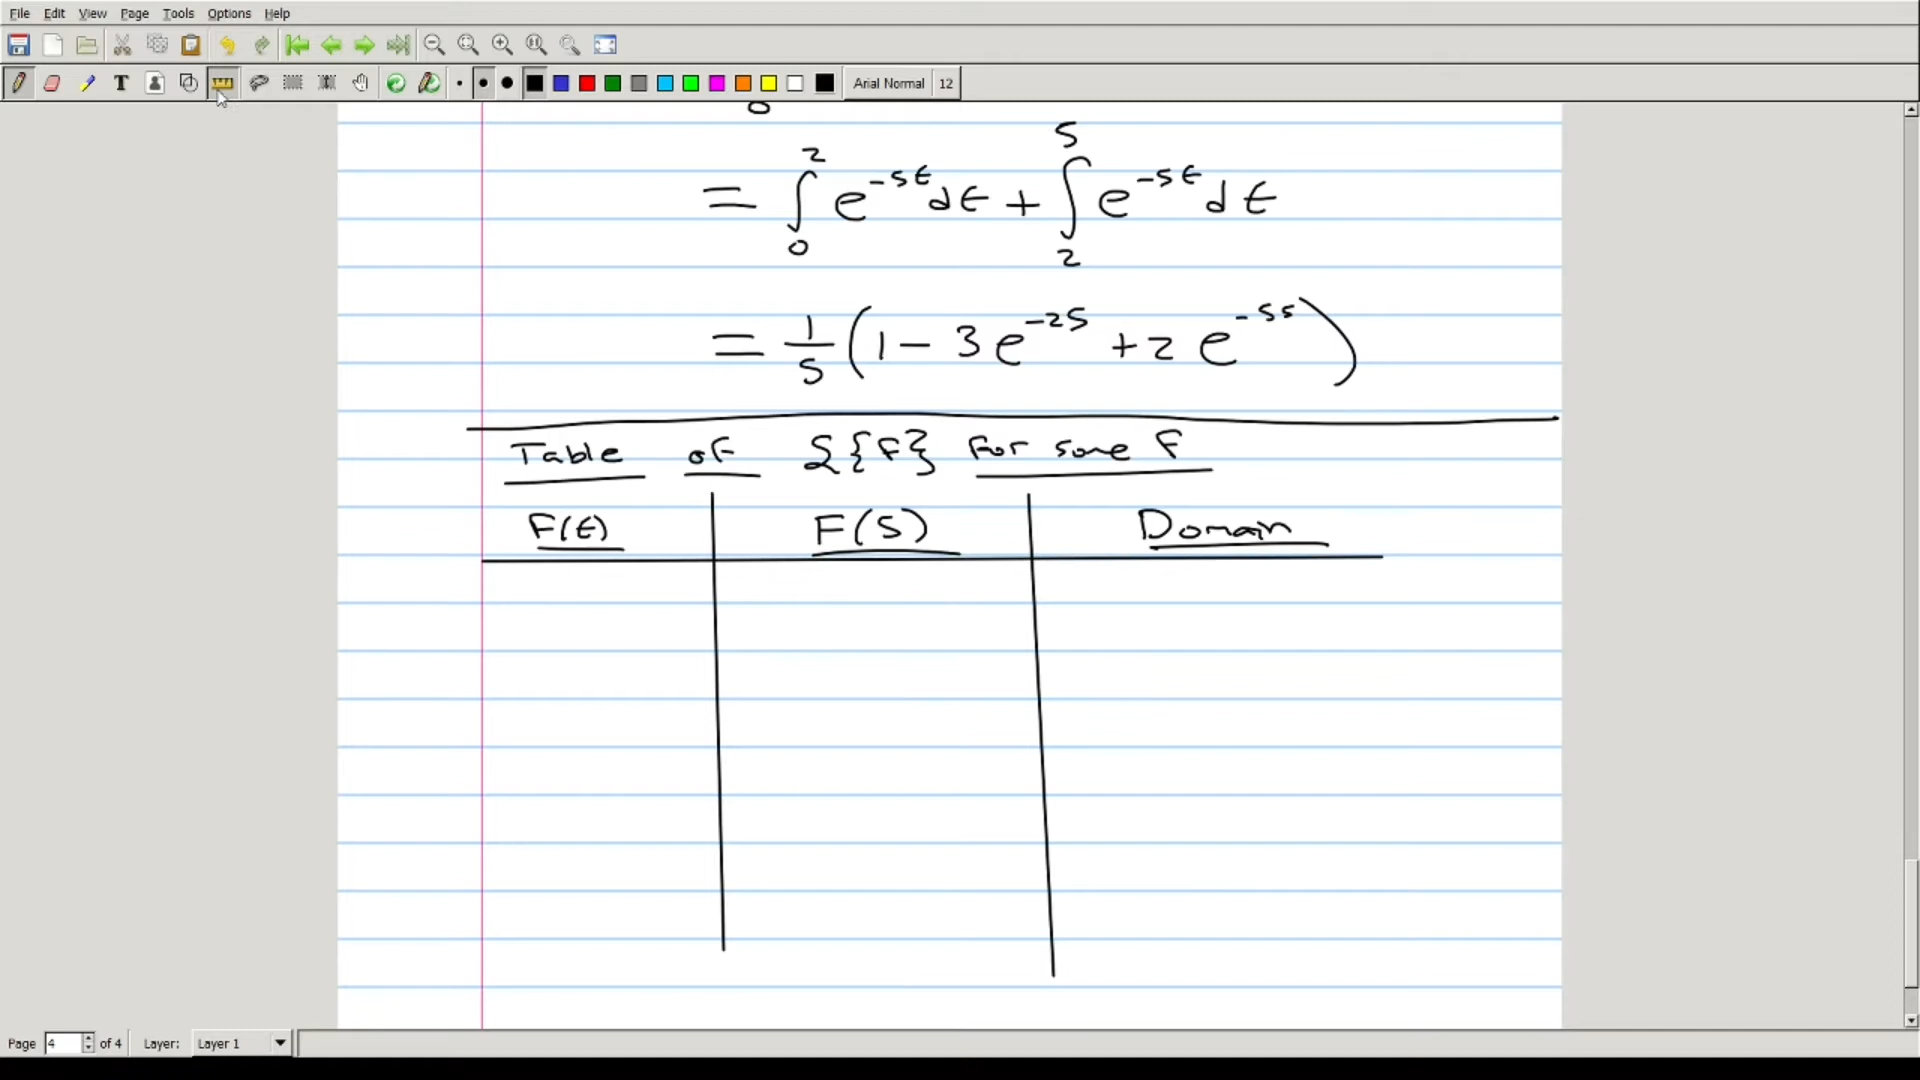 File Edit View Page Tools Options Help
Arial Normal 12
0
= ∫₀² e^{-st} dt + ∫₂⁵ e^{-st} dt
= 1/s (1 - 3e^{-2s} + 2e^{-5s})
Table of ℒ{f} for some f
f(t) F(s) Domain
Page 4 of 4 Layer: Layer 1